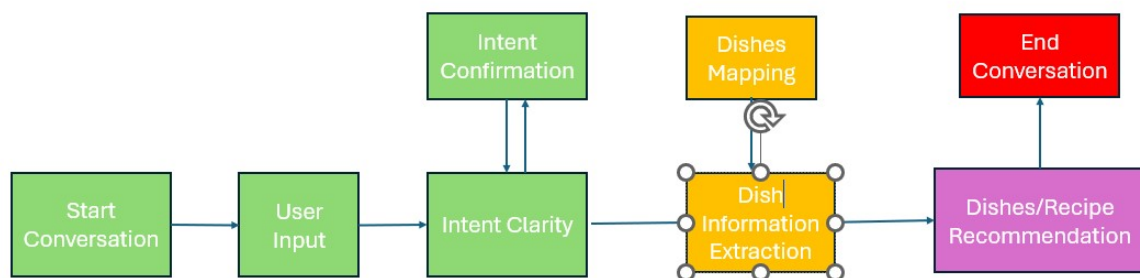 Intent
Confirmation
Dishes
Mapping
End
Conversation
Start
Conversation
User
Input
Intent Clarity
Dish
Information
Extraction
Dishes/Recipe
Recommendation